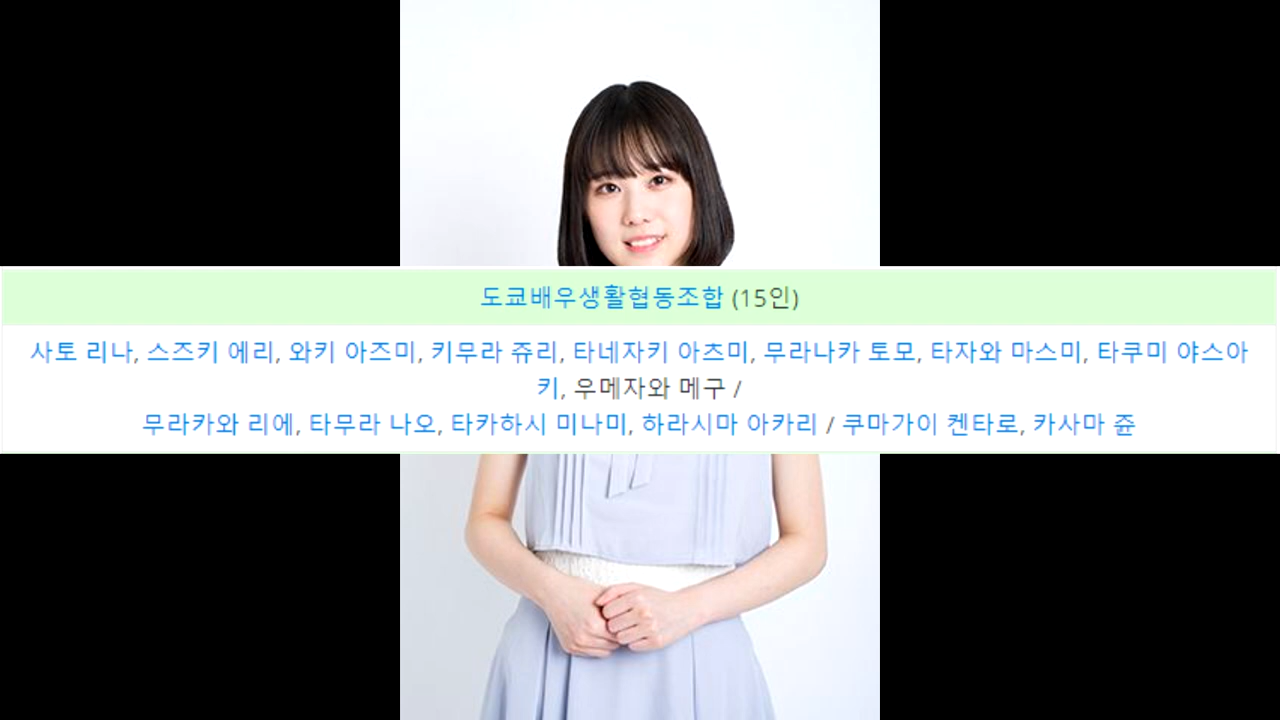 도쿄배우생활협동조합 (15인)
사토 리나, 스즈키 에리, 와키 아즈미, 키무라 쥬리, 타네자키 아츠미, 무라나카 토모, 타자와 마스미, 타쿠미 야스아
키, 우메자와 메구 /
무라카와 리에, 타무라 나오, 타카하시 미나미, 하라시마 아카리 / 쿠마가이 켄타로, 카사마 쥰